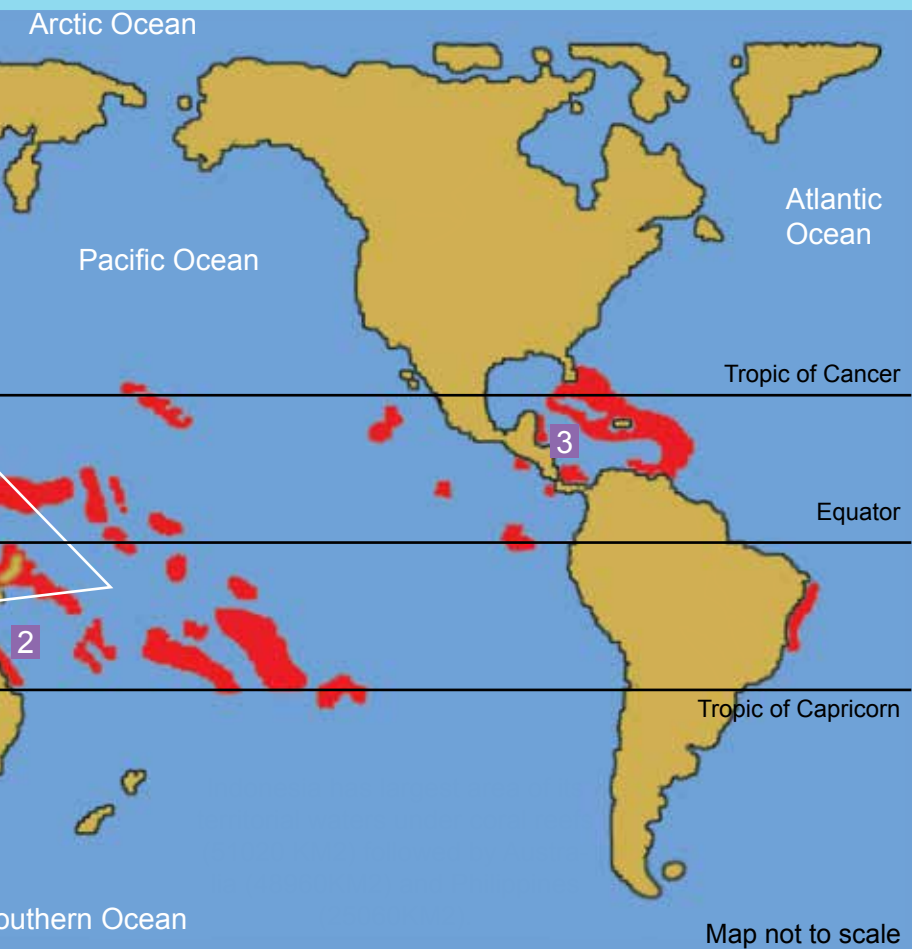 Arctic Ocean
Atlantic
Ocean
Pacific Ocean
Tropic of Cancer
3
Equator
2
Tropic of Capricorn
outhern Ocean
Map not to scale